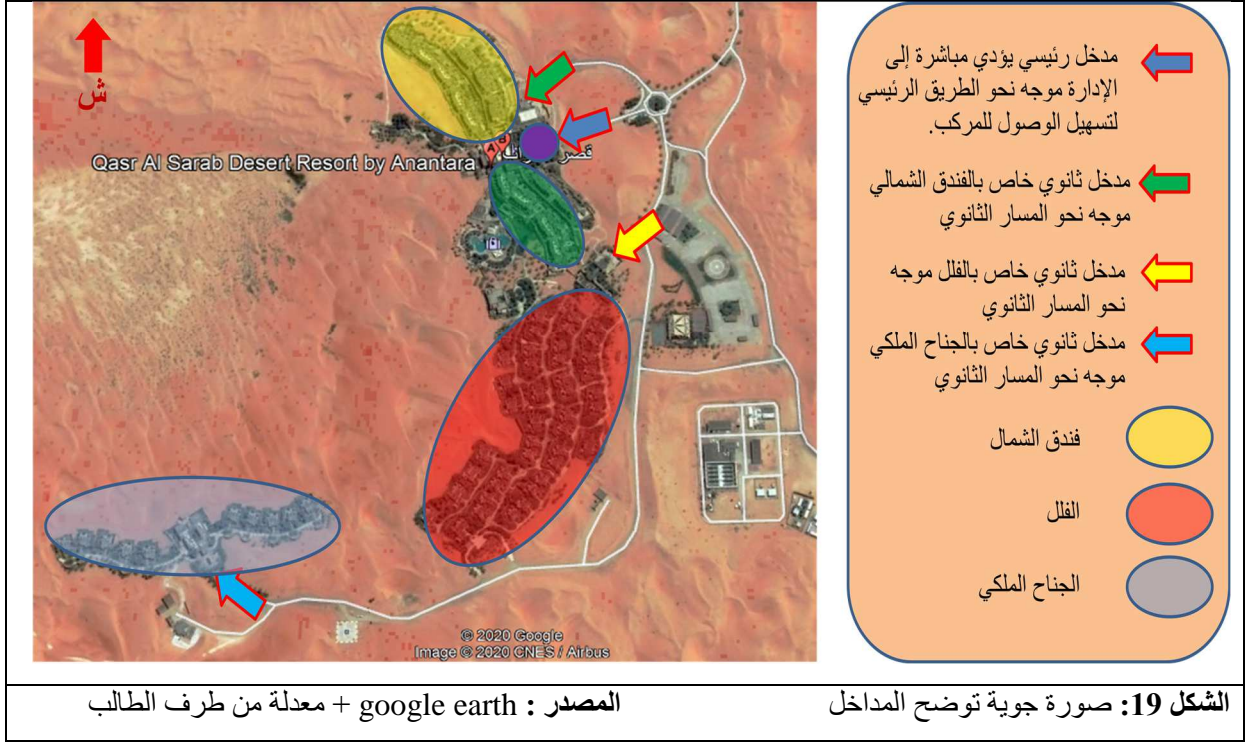 ش
Qasr Al Sarab Desert Resort by Anantara
قصر
© 2020 Google
Image © 2020 CNES / Airbus
مدخل رئيسي يؤدي مباشرة إلى
الإدارة موجه نحو الطريق الرئيسي
لتسهيل الوصول للمركب.
مدخل ثانوي خاص بالفندق الشمالي
موجه نحو المسار الثانوي
مدخل ثانوي خاص بالفلل موجه
نحو المسار الثانوي
مدخل ثانوي خاص بالجناح الملكي
موجه نحو المسار الثانوي
فندق الشمال
الفلل
الجناح الملكي
الشكل 19: صورة جوية توضح المداخل
المصدر : google earth + معدلة من طرف الطالب